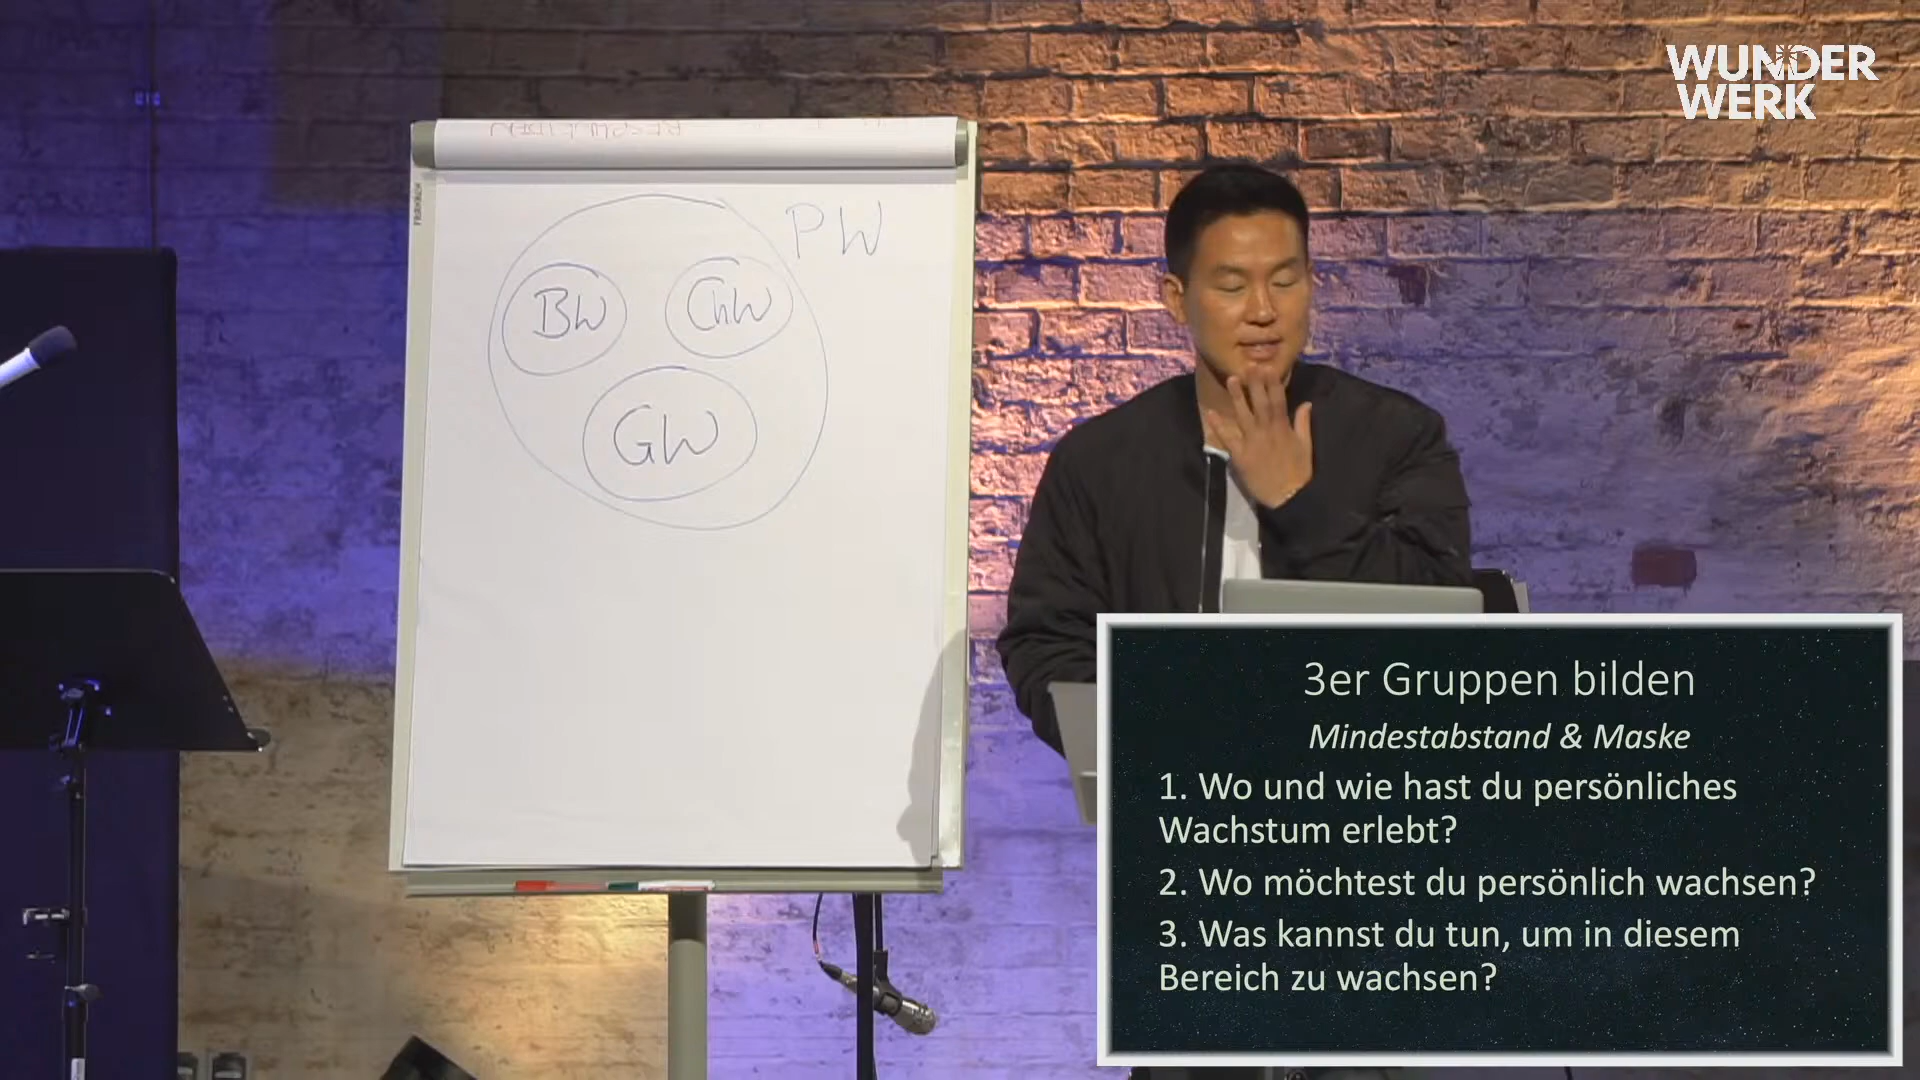 WUNDER
WERK
PW
BW
ChW
GW
3er Gruppen bilden
Mindestabstand & Maske
1. Wo und wie hast du persönliches
Wachstum erlebt?
2. Wo möchtest du persönlich wachsen?
3. Was kannst du tun, um in diesem
Bereich zu wachsen?